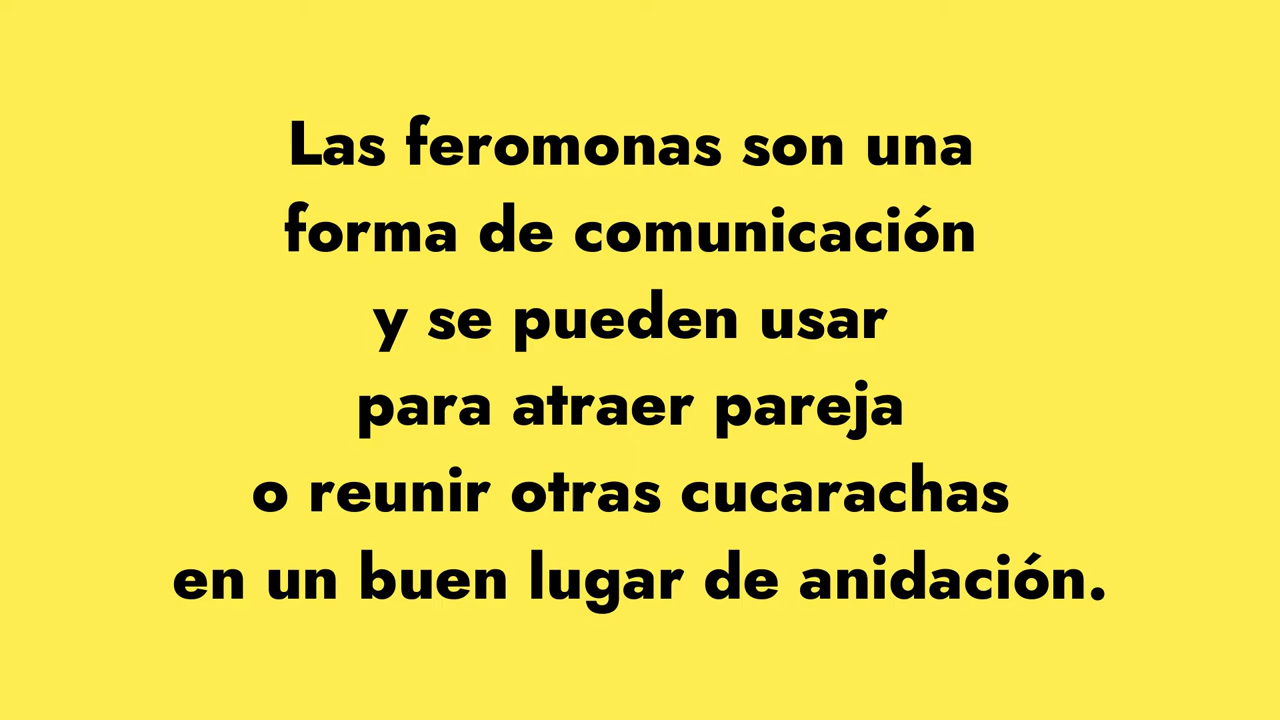 Las feromonas son una
forma de comunicación
y se pueden usar
para atraer pareja
o reunir otras cucarachas
en un buen lugar de anidación.